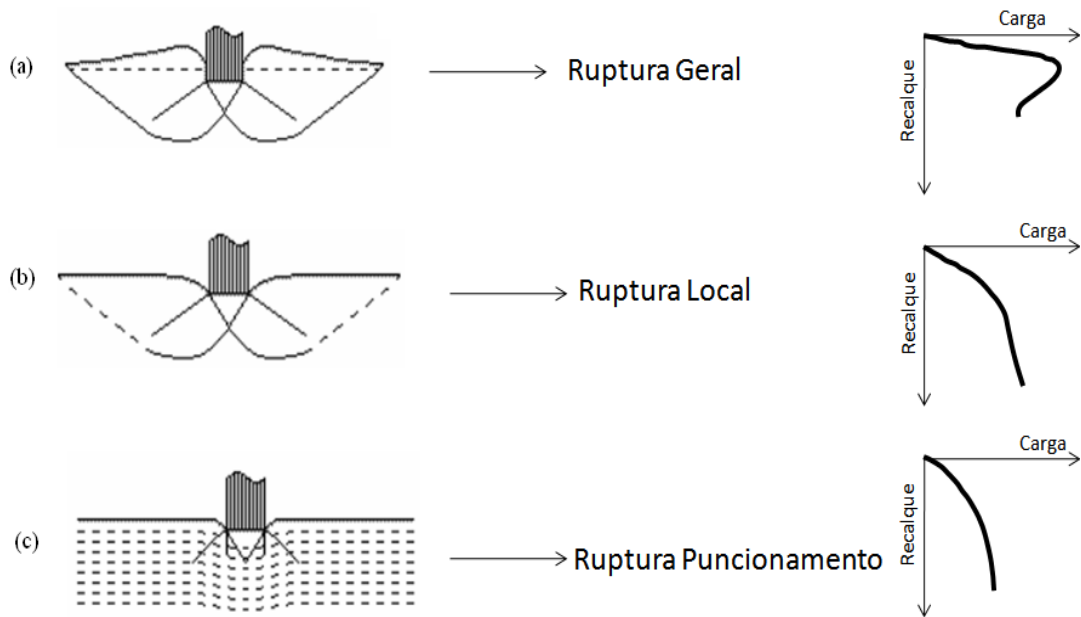 Carga
(a)
Ruptura Geral
Recalque
Carga
(b)
Ruptura Local
Recalque
Carga
(c)
Ruptura Puncionamento
Recalque